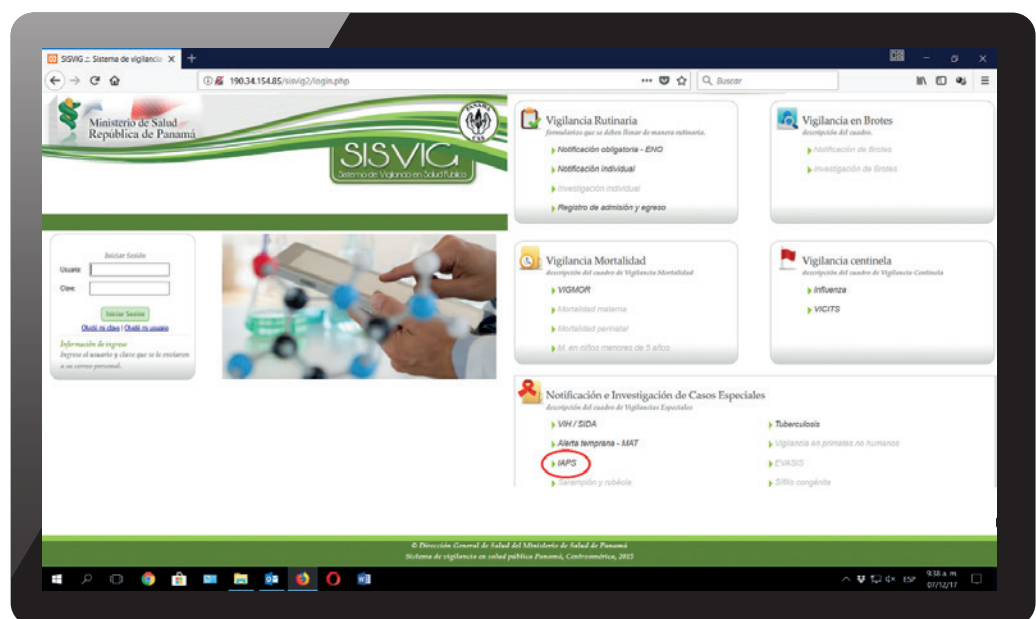 SISVIG .:. Sistema de vigilancia
190.34.154.85/sisvig2/login.php
Buscar
Ministerio de Salud
República de Panamá
PANAMA
CSS
SISVIG
Sistema de Vigilancia en Salud Pública
Iniciar Sesión
Usuario:
Clave:
Iniciar Sesión
Olvidé mi clave | Olvidé mi usuario
Información de ingreso
Ingrese el usuario y clave que se le enviaron
a su correo personal.
Vigilancia Rutinaria
formularios que se deben llenar de manera rutinaria.
Notificación obligatoria - ENO
Notificación individual
Investigación individual
Registro de admisión y egreso
Vigilancia en Brotes
descripción del cuadro.
Notificación de Brotes
Investigación de Brotes
Vigilancia Mortalidad
descripción del cuadro de Vigilancia Mortalidad
VIGMOR
Mortalidad materna
Mortalidad perinatal
M. en niños menores de 5 años
Vigilancia centinela
descripción del cuadro de Vigilancia Centinela
Influenza
VICITS
Notificación e Investigación de Casos Especiales
descripción del cuadro de Vigilancias Especiales
VIH / SIDA
Alerta temprana - MAT
IAPS
Sarampión y rubéola
Tuberculosis
Vigilancia en primates no humanos
EVASIS
Sífilis congénita
© Dirección General de Salud del Ministerio de Salud de Panamá
Sistema de vigilancia en salud pública Panamá, Centroamérica, 2015
ESP
9:38 a. m.
07/12/17